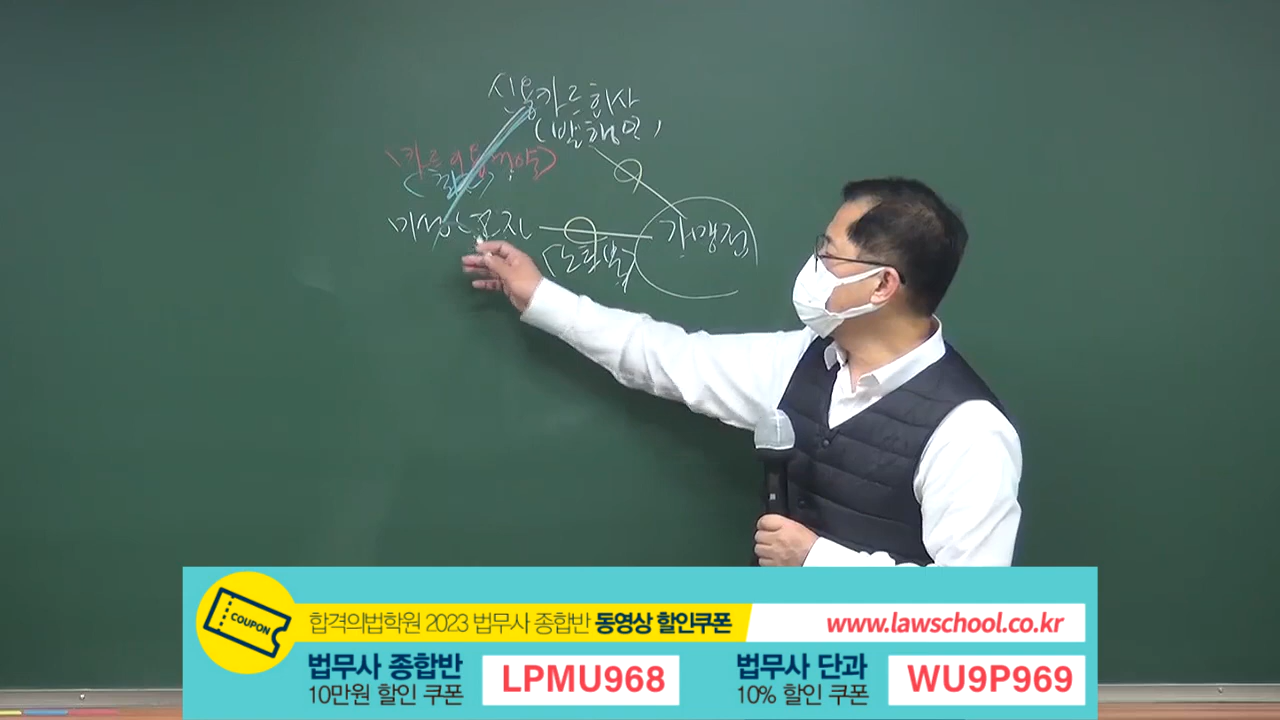 신용카드회사
(발행인)
(카드이용계약)
미성년자
가맹점
COUPON
합격의법학원 2023 법무사 종합반 동영상 할인쿠폰
www.lawschool.co.kr
법무사 종합반
10만원 할인 쿠폰
LPMU968
법무사 단과
10% 할인 쿠폰
WU9P969